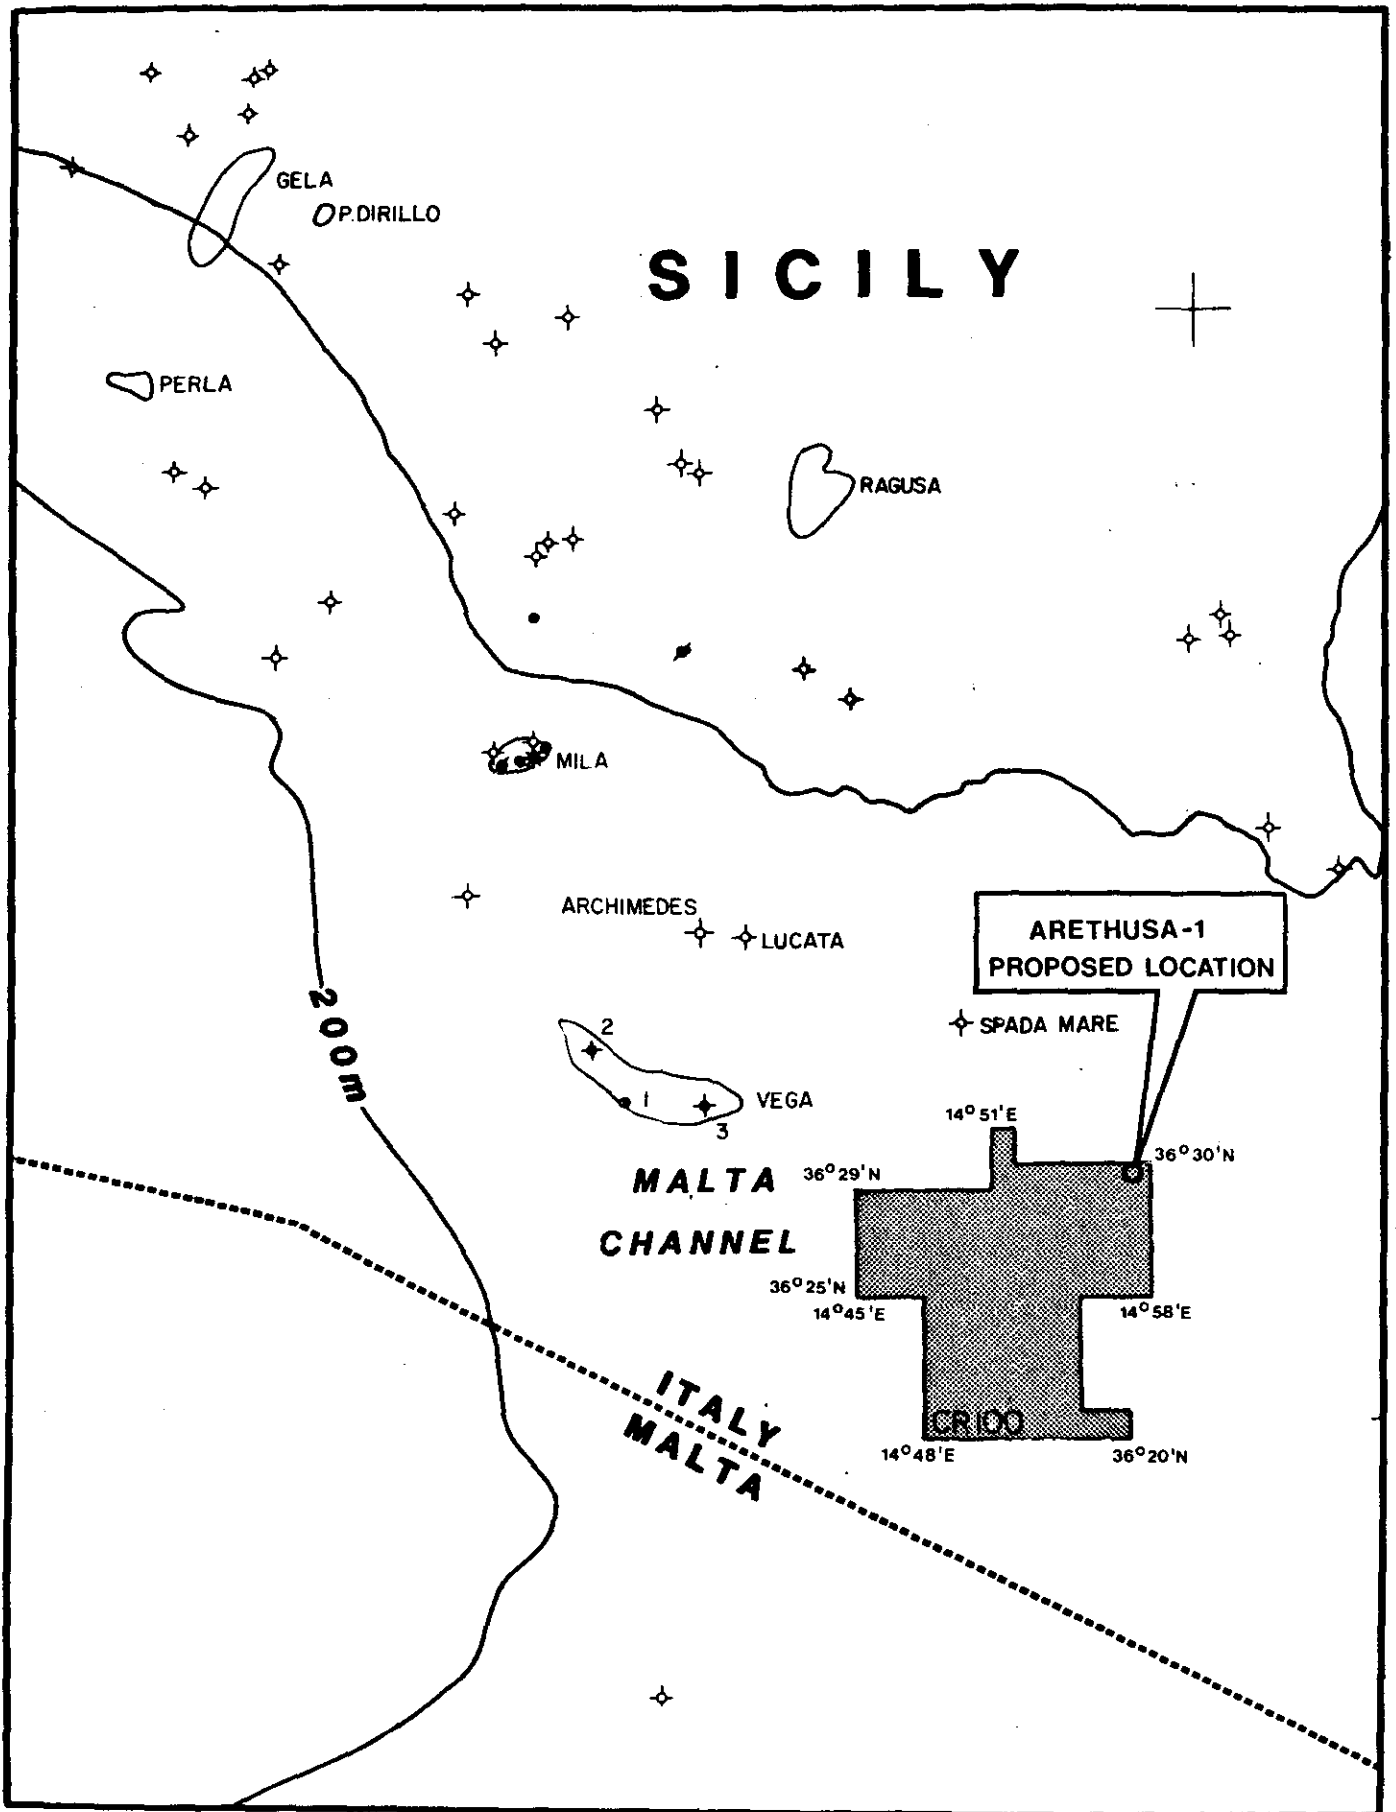 GELA
P.DIRILLO
SICILY
PERLA
RAGUSA
MILA
ARCHIMEDES
LUCATA
ARETHUSA-1
PROPOSED LOCATION
200m
SPADA MARE
2
1
3
VEGA
14°51'E
36°30'N
MALTA
CHANNEL
36°29'N
36°25'N
14°45'E
14°58'E
ITALY
MALTA
CR100
14°48'E
36°20'N